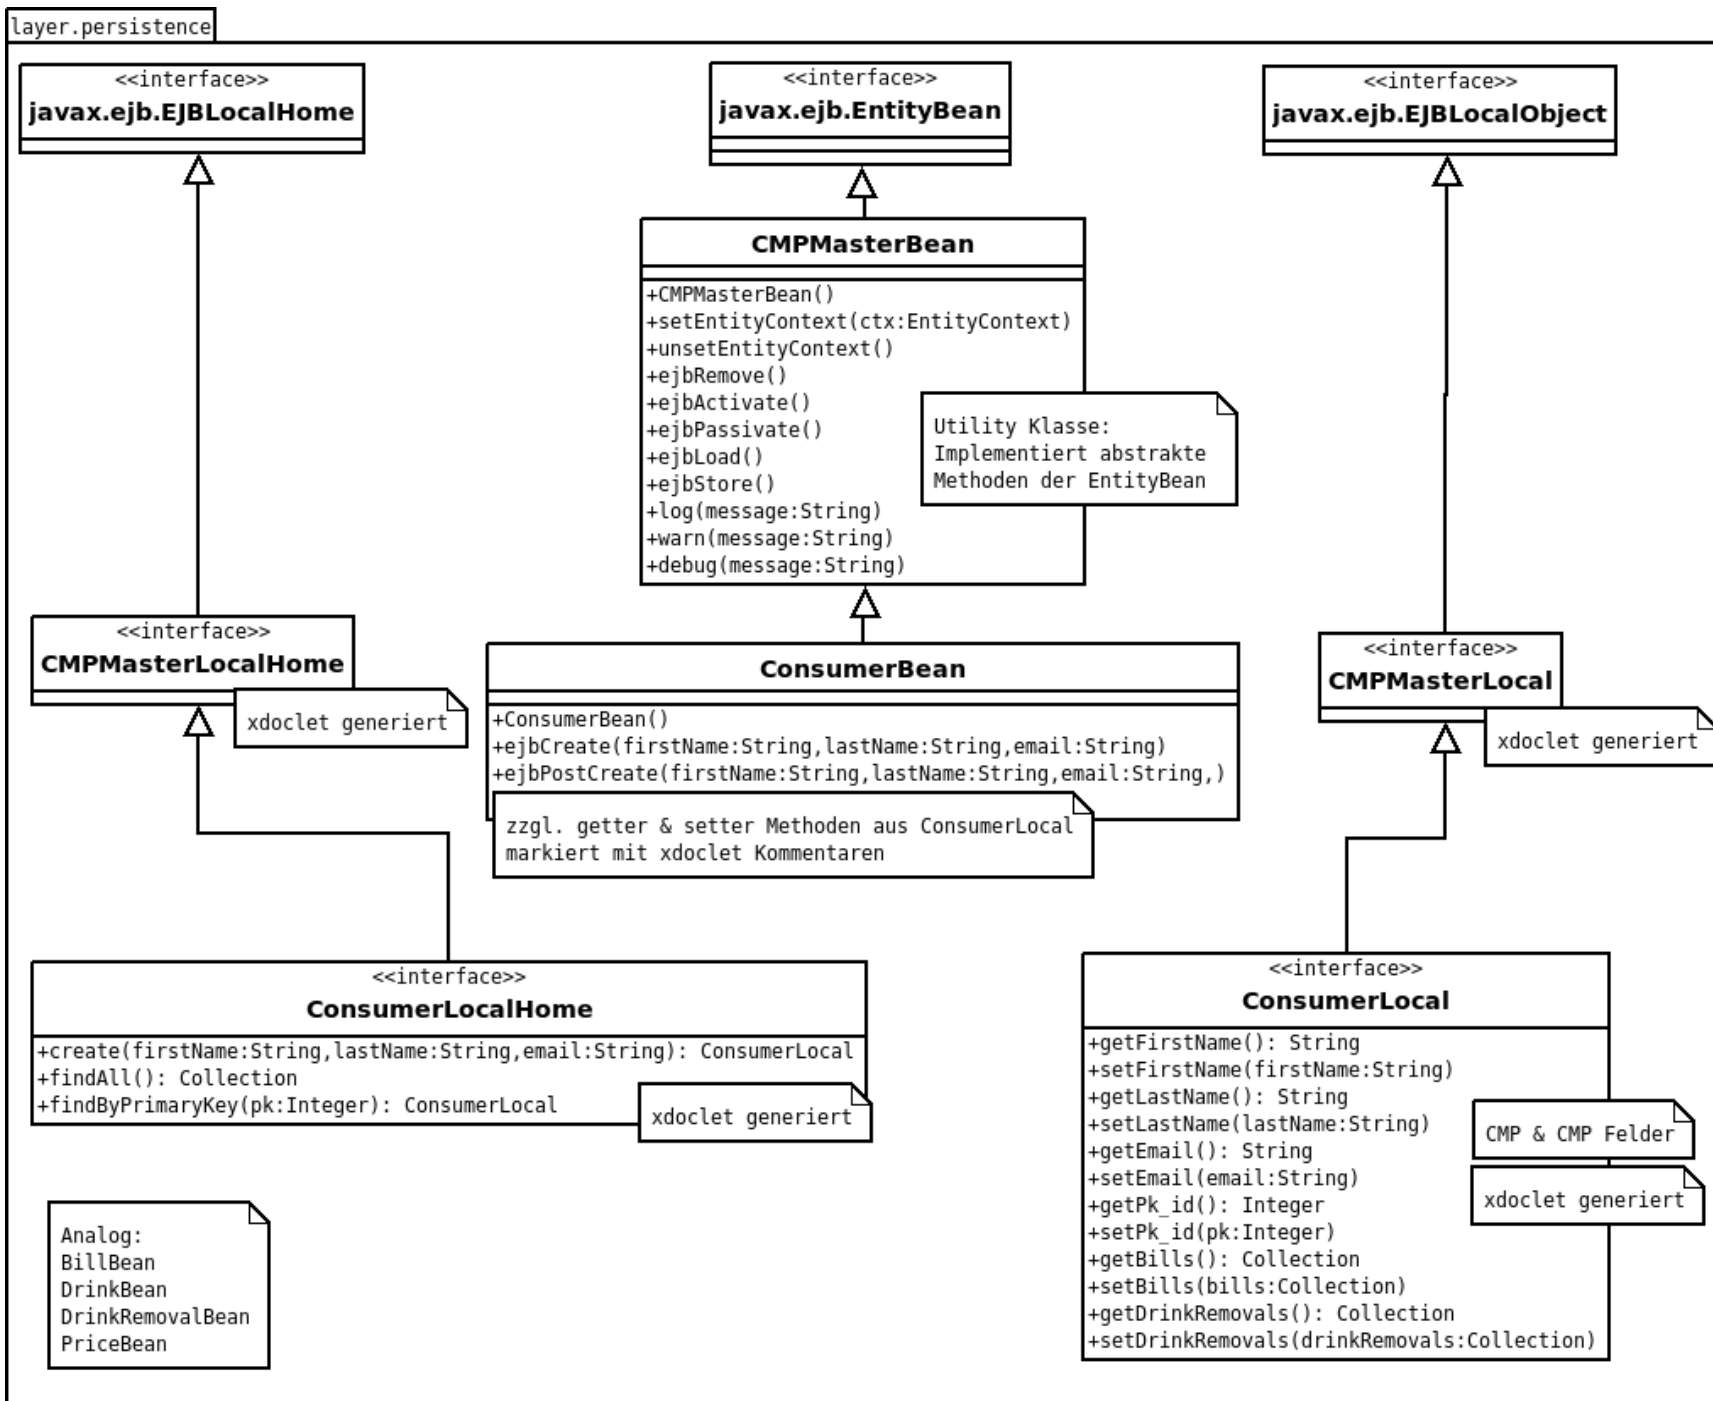 layer.persistence
<<interface>>
javax.ejb.EJBLocalHome
<<interface>>
javax.ejb.EntityBean
<<interface>>
javax.ejb.EJBLocalObject
CMPMasterBean
+CMPMasterBean()
+setEntityContext(ctx:EntityContext)
+unsetEntityContext()
+ejbRemove()
+ejbActivate()
+ejbPassivate()
+ejbLoad()
+ejbStore()
+log(message:String)
+warn(message:String)
+debug(message:String)
Utility Klasse:
Implementiert abstrakte
Methoden der EntityBean
<<interface>>
CMPMasterLocalHome
xdoclet generiert
ConsumerBean
+ConsumerBean()
+ejbCreate(firstName:String,lastName:String,email:String)
+ejbPostCreate(firstName:String,lastName:String,email:String,)
zzgl. getter & setter Methoden aus ConsumerLocal
markiert mit xdoclet Kommentaren
<<interface>>
CMPMasterLocal
xdoclet generiert
<<interface>>
ConsumerLocalHome
+create(firstName:String,lastName:String,email:String): ConsumerLocal
+findAll(): Collection
+findByPrimaryKey(pk:Integer): ConsumerLocal
xdoclet generiert
<<interface>>
ConsumerLocal
+getFirstName(): String
+setFirstName(firstName:String)
+getLastName(): String
+setLastName(lastName:String)
+getEmail(): String
+setEmail(email:String)
+getPk_id(): Integer
+setPk_id(pk:Integer)
+getBills(): Collection
+setBills(bills:Collection)
+getDrinkRemovals(): Collection
+setDrinkRemovals(drinkRemovals:Collection)
CMP & CMP Felder
xdoclet generiert
Analog:
BillBean
DrinkBean
DrinkRemovalBean
PriceBean